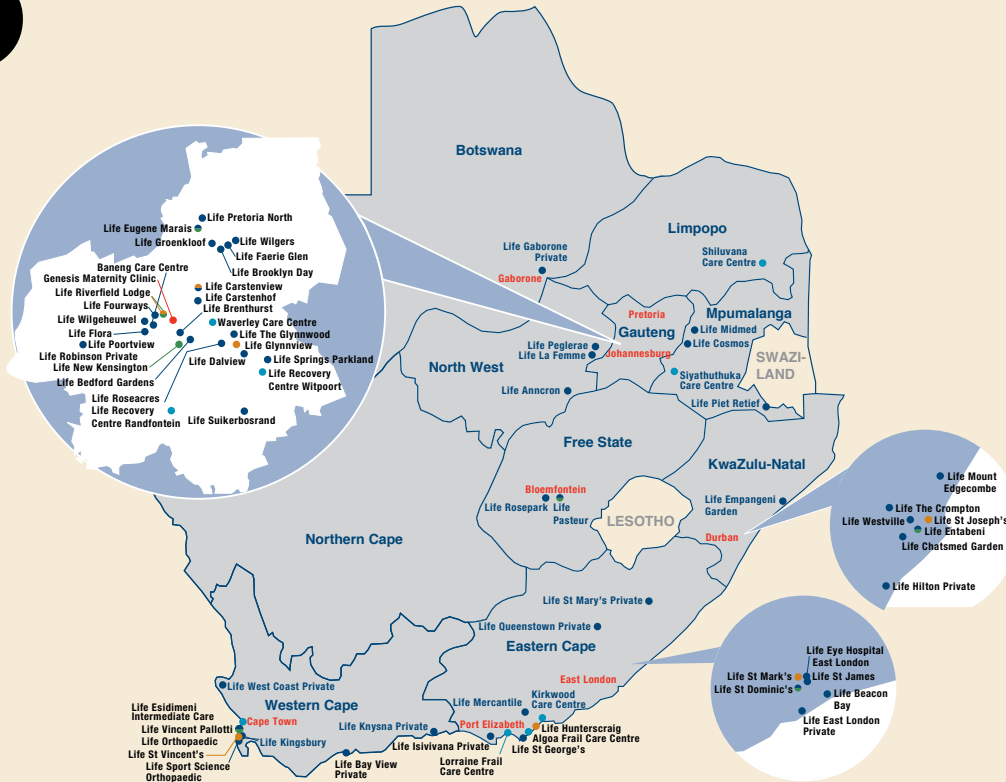 Botswana
Limpopo
Life Gaborone
Private
Gaborone
Shiluvana
Care Centre
Pretoria
Gauteng
Johannesburg
Mpumalanga
Life Midmed
Life Cosmos
SWAZI-
LAND
Siyathuthuka
Care Centre
Life Piet Retief
Life Peglerae
Life La Femme
North West
Life Anncron
Free State
Bloemfontein
Life Rosepark
Life
Pasteur
LESOTHO
KwaZulu-Natal
Life Empangeni
Garden
Durban
Northern Cape
Life St Mary's Private
Life Queenstown Private
Eastern Cape
East London
Life Mercantile
Kirkwood
Care Centre
Port Elizabeth
Life Hunterscraig
Algoa Frail Care Centre
Life St George's
Life Isivivana Private
Lorraine Frail
Care Centre
Life Knysna Private
Life Bay View
Private
Life West Coast Private
Western Cape
Cape Town
Life Esidimeni
Intermediate Care
Life Vincent Pallotti
Life Orthopaedic
Life Kingsbury
Life St Vincent's
Life Sport Science
Orthopaedic
Life Pretoria North
Life Eugene Marais
Life Groenkloof
Life Wilgers
Life Faerie Glen
Life Brooklyn Day
Baneng Care Centre
Genesis Maternity Clinic
Life Riverfield Lodge
Life Fourways
Life Wilgeheuwel
Life Flora
Life Poortview
Life Robinson Private
Life New Kensington
Life Bedford Gardens
Life Roseacres
Life Recovery
Centre Randfontein
Life Carstenview
Life Carstenhof
Life Brenthurst
Waverley Care Centre
Life The Glynnwood
Life Glynnview
Life Dalview
Life Springs Parkland
Life Recovery
Centre Witpoort
Life Suikerbosrand
Life Mount
Edgecombe
Life The Crompton
Life Westville
Life St Joseph's
Life Entabeni
Life Chatsmed Garden
Life Hilton Private
Life Eye Hospital
East London
Life St Mark's
Life St James
Life St Dominic's
Life Beacon
Bay
Life East London
Private